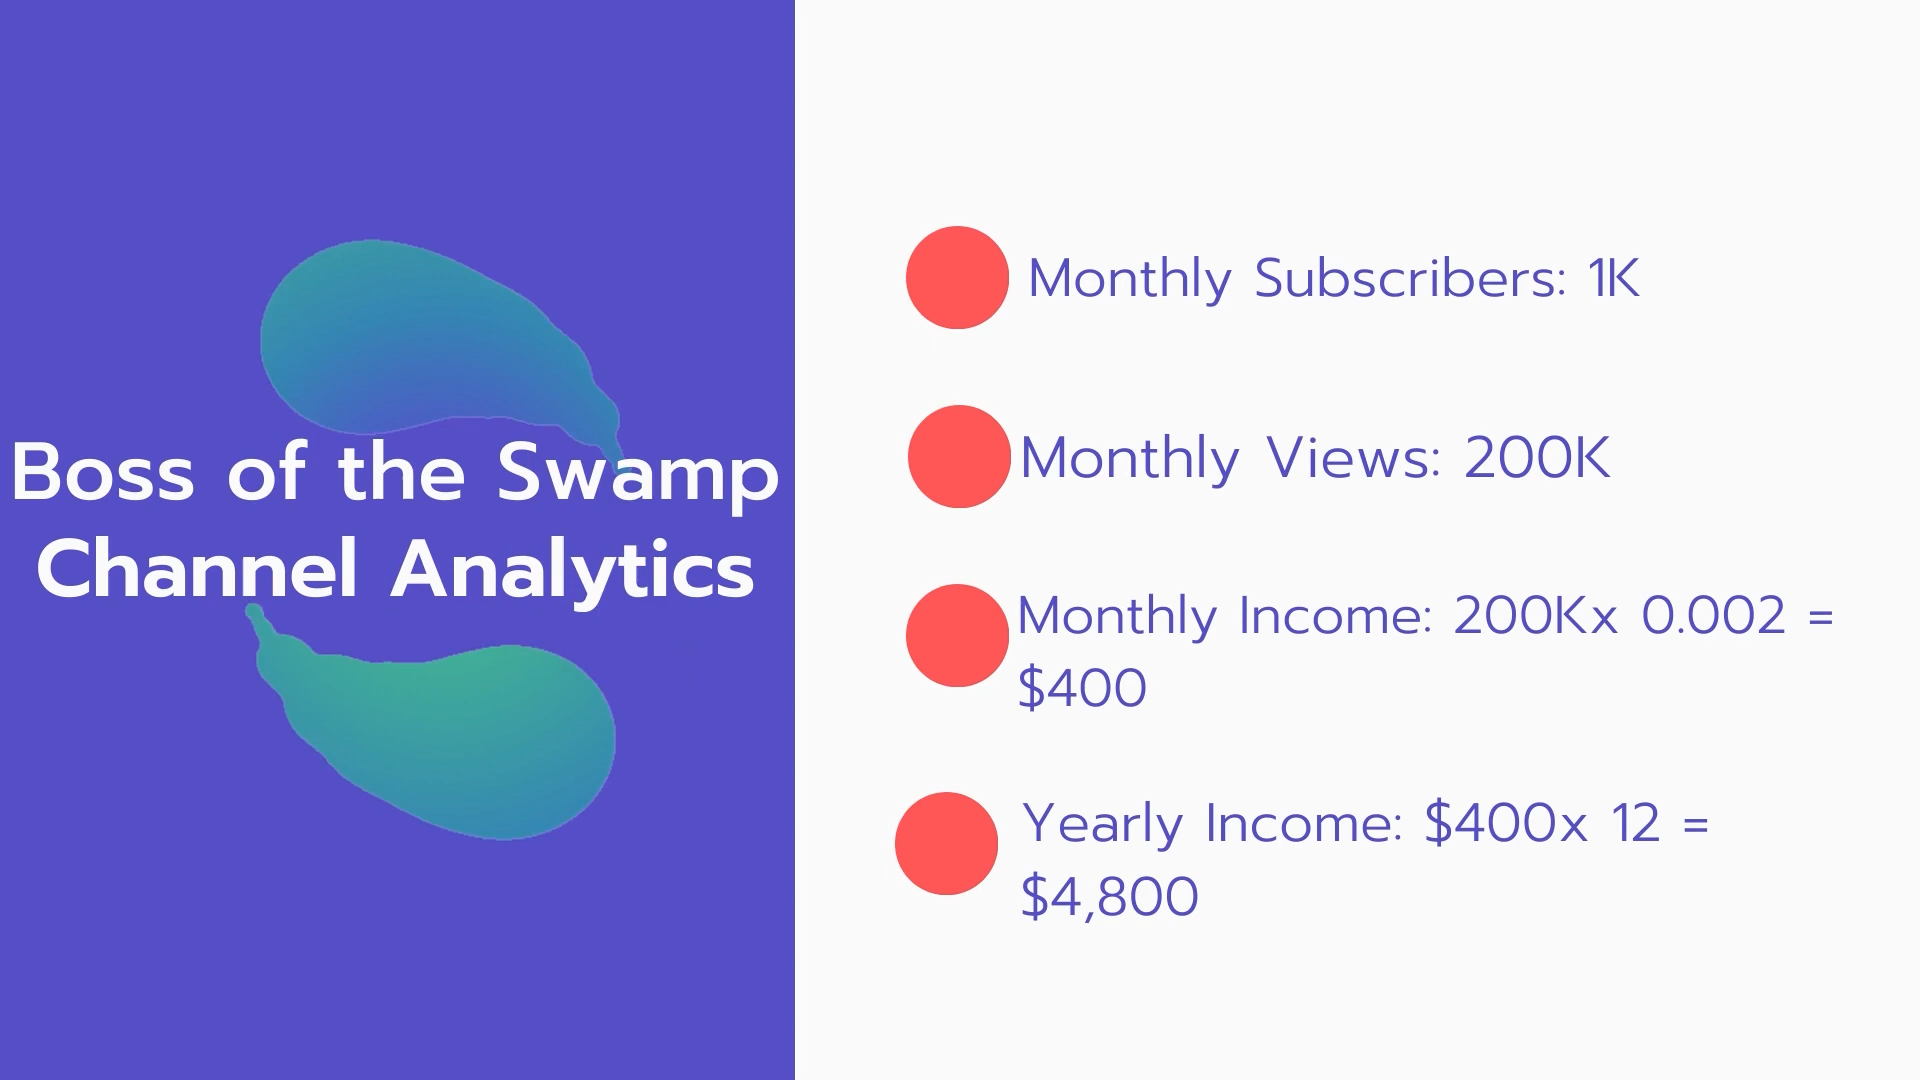 Boss of the Swamp
Channel Analytics
Monthly Subscribers: 1K
Monthly Views: 200K
Monthly Income: 200Kx 0.002 =
$400
Yearly Income: $400x 12 =
$4,800